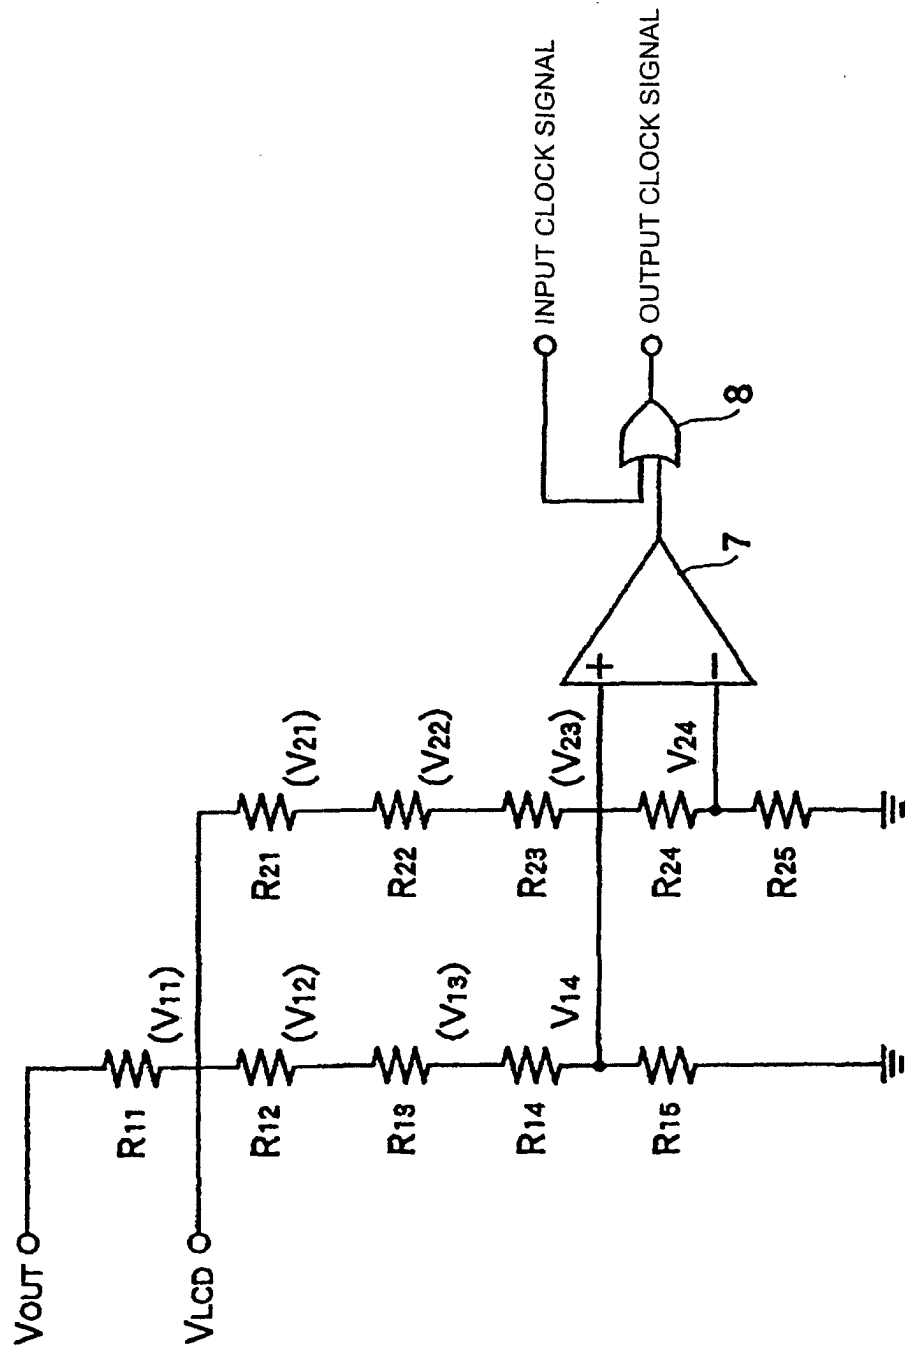 VOUT
VLCD
R11
(V11)
R12
(V12)
R13
(V13)
R14
V14
R15
R21
(V21)
R22
(V22)
R23
(V23)
R24
V24
R25
+
−
7
8
INPUT CLOCK SIGNAL
OUTPUT CLOCK SIGNAL